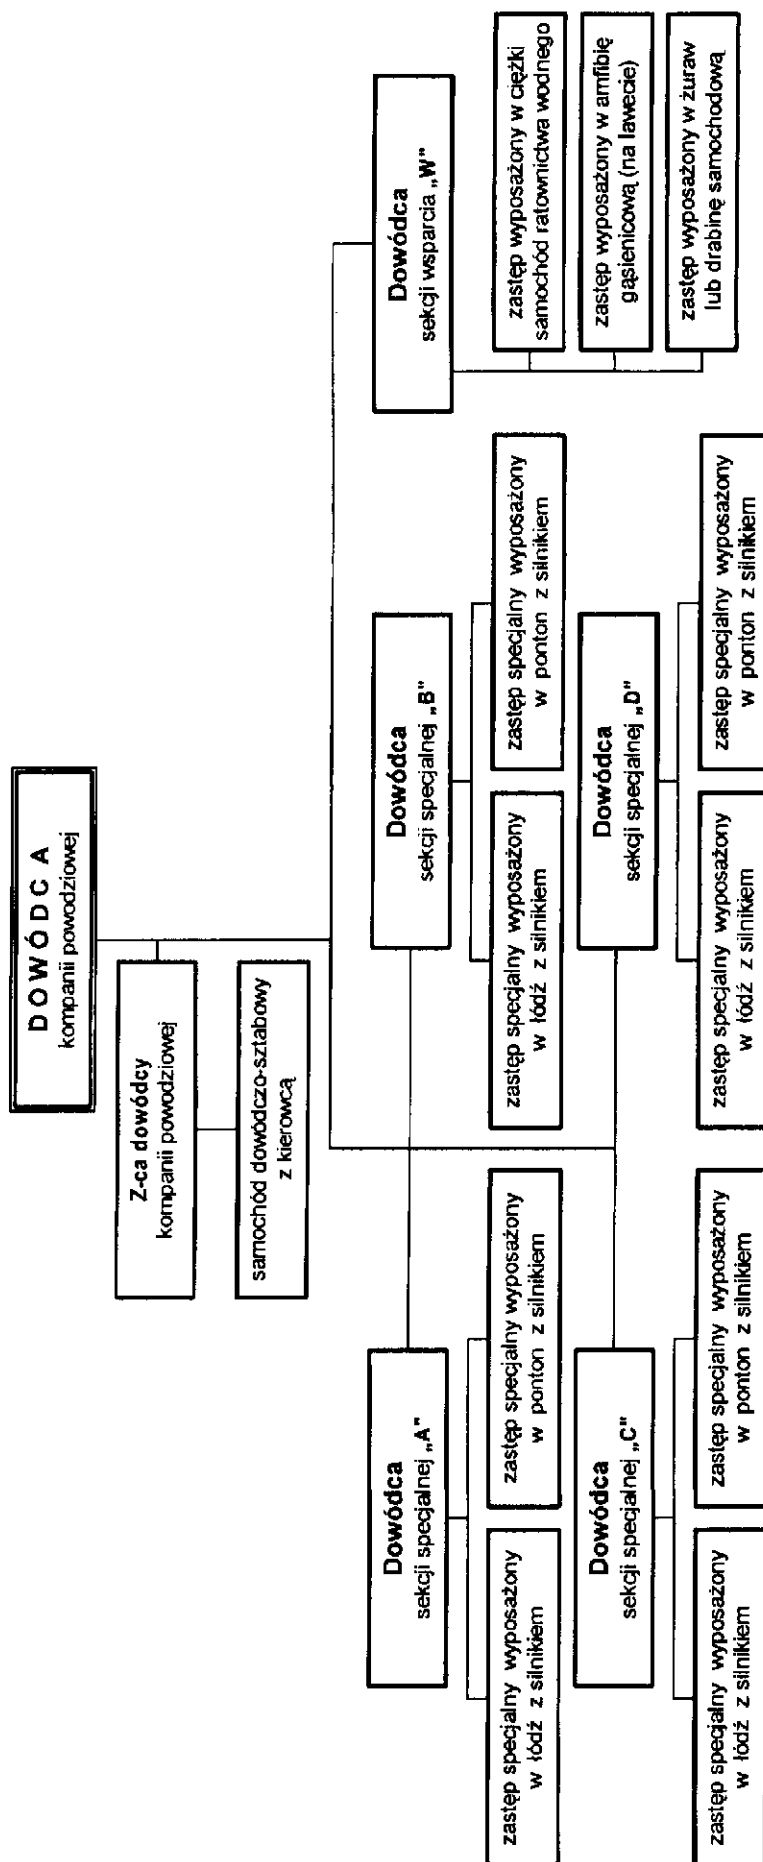 D O W Ó D C A
kompanii powodziowej
Z-ca dowódcy
kompanii powodziowej
samochód dowódczo-sztabowy
z kierowcą
Dowódca
sekcji specjalnej „A"
zastęp specjalny wyposażony
w łódź z silnikiem
zastęp specjalny wyposażony
w ponton z silnikiem
Dowódca
sekcji specjalnej „B"
zastęp specjalny wyposażony
w łódź z silnikiem
zastęp specjalny wyposażony
w ponton z silnikiem
Dowódca
sekcji wsparcia „W"
zastęp wyposażony w ciężki
samochód ratownictwa wodnego
zastęp wyposażony w amfibię
gąsienicową (na lawecie)
zastęp wyposażony w żuraw
lub drabinę samochodową
Dowódca
sekcji specjalnej „C"
zastęp specjalny wyposażony
w łódź z silnikiem
zastęp specjalny wyposażony
w ponton z silnikiem
Dowódca
sekcji specjalnej „D"
zastęp specjalny wyposażony
w łódź z silnikiem
zastęp specjalny wyposażony
w ponton z silnikiem